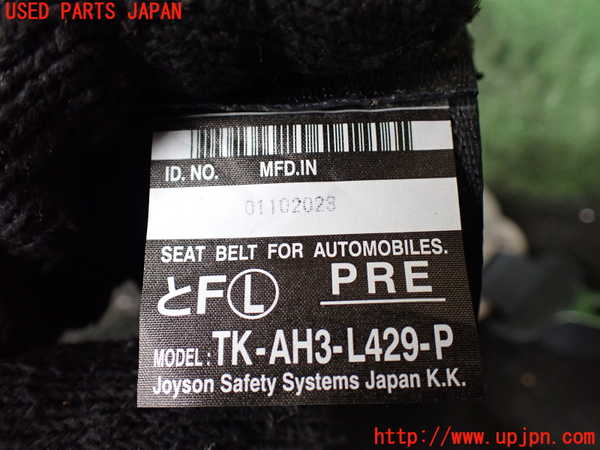 USED PARTS JAPAN
ID. NO. MFD.IN
01102023
SEAT BELT FOR AUTOMOBILES.
とF Ⓛ PRE
MODEL: TK-AH3-L429-P
Joyson Safety Systems Japan K.K.
http://www.upjpn.com